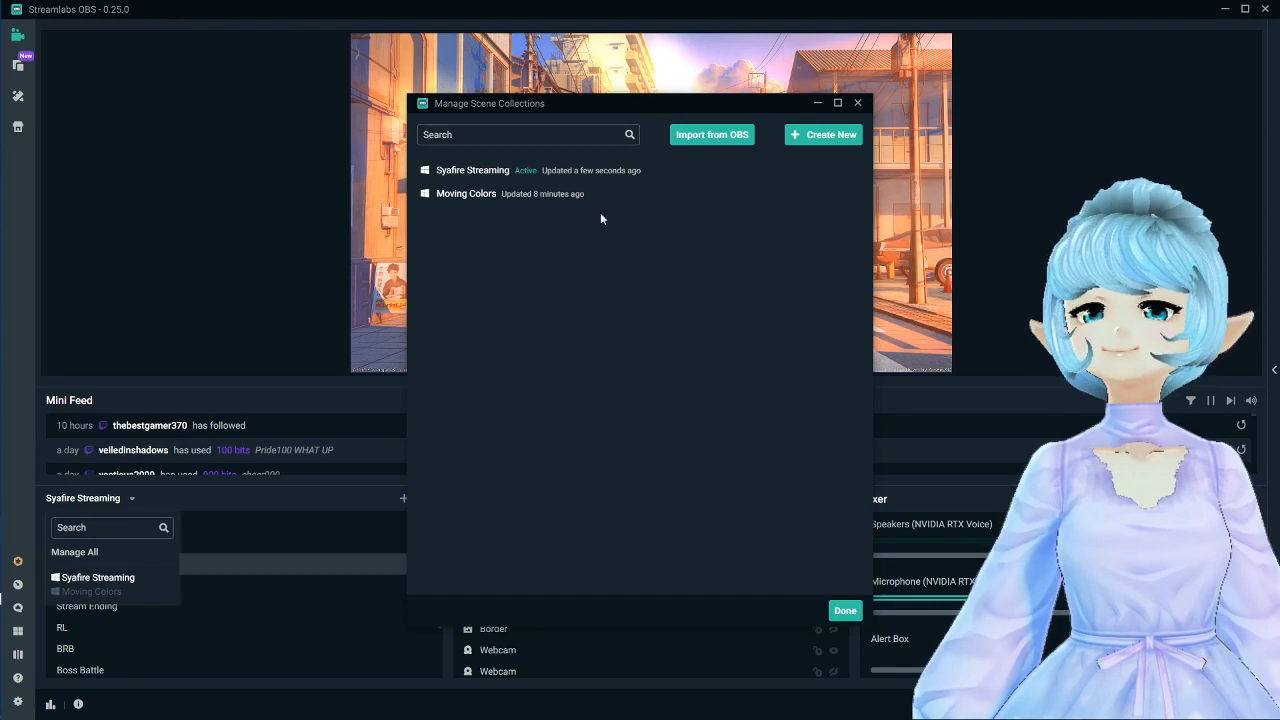 Streamlabs OBS - 0.25.0
New
Manage Scene Collections
Search
Import from OBS
+ Create New
Syafire Streaming Active Updated a few seconds ago
Moving Colors Updated 8 minutes ago
Mini Feed
10 hours thebestgamer370 has followed
a day veiledinshadows has used 100 bits Pride100 WHAT UP
a day
has used
Syafire Streaming
Search
Manage All
Syafire Streaming
Moving Colors
Stream Ending
RL
BRB
Boss Battle
Done
Border
Webcam
Webcam
xer
Speakers (NVIDIA RTX Voice)
Microphone (NVIDIA RTX
Alert Box